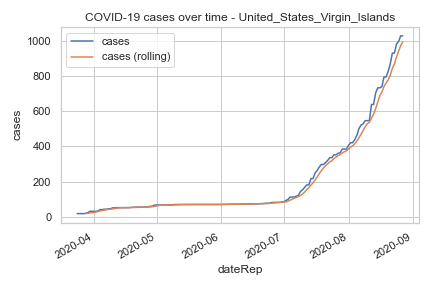 COVID-19 cases over time - United_States_Virgin_Islands
cases
cases (rolling)
1000
800
600
400
200
0
cases
2020-04
2020-05
2020-06
2020-07
2020-08
2020-09
dateRep